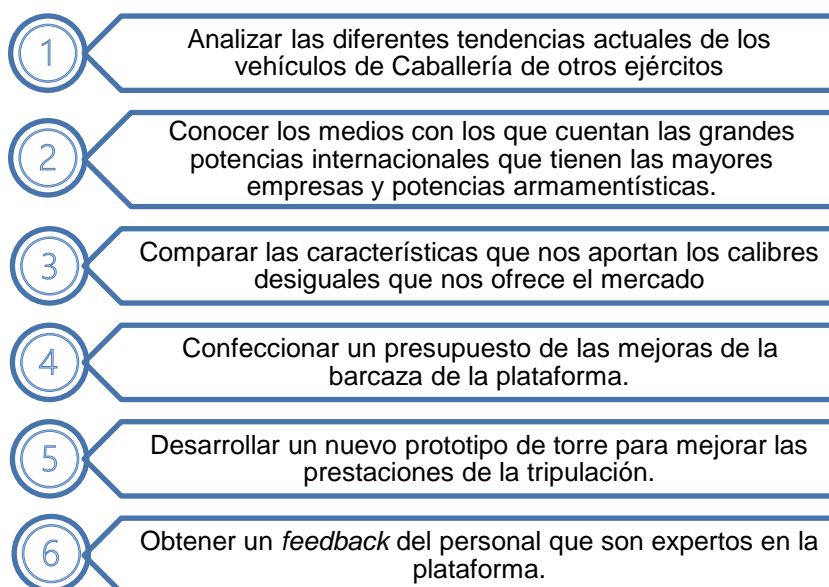 1
Analizar las diferentes tendencias actuales de los
vehículos de Caballería de otros ejércitos
2
Conocer los medios con los que cuentan las grandes
potencias internacionales que tienen las mayores
empresas y potencias armamentísticas.
3
Comparar las características que nos aportan los calibres
desiguales que nos ofrece el mercado
4
Confeccionar un presupuesto de las mejoras de la
barcaza de la plataforma.
5
Desarrollar un nuevo prototipo de torre para mejorar las
prestaciones de la tripulación.
6
Obtener un feedback del personal que son expertos en la
plataforma.